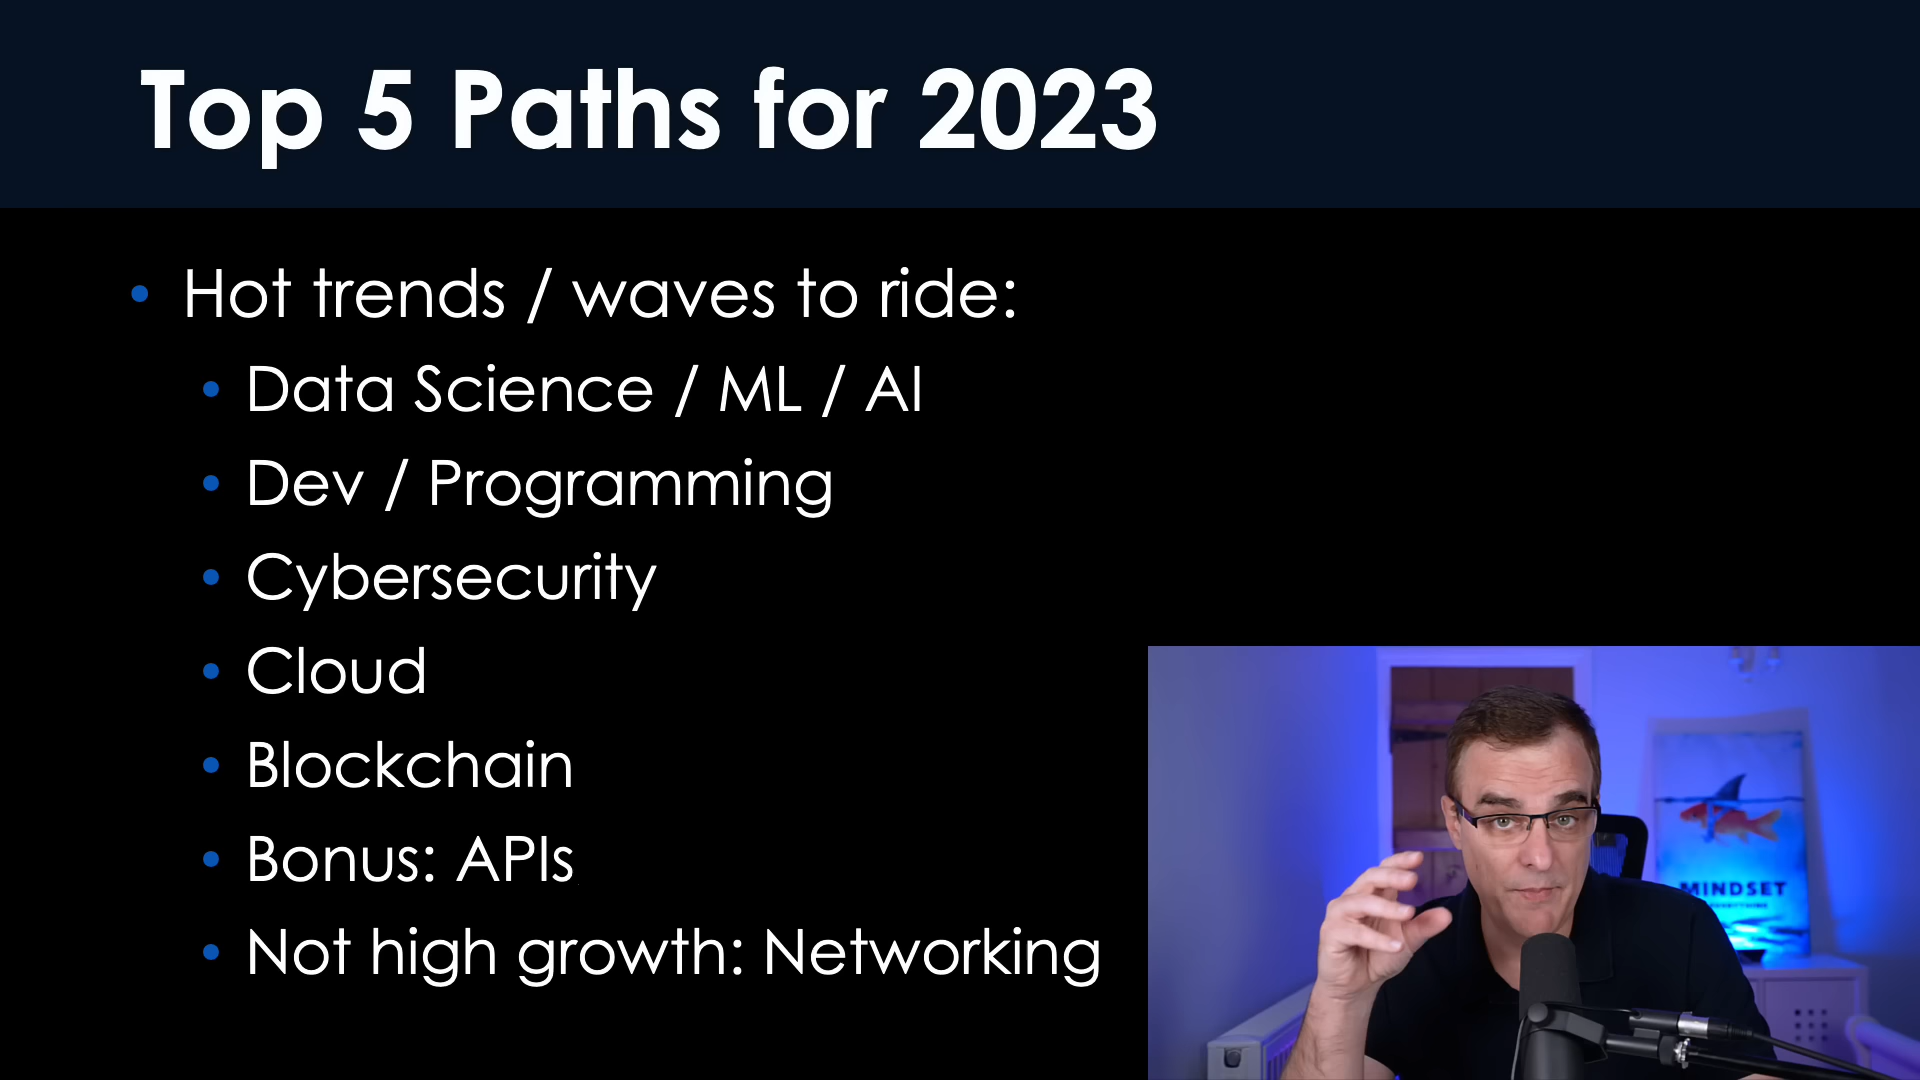 Top 5 Paths for 2023
• Hot trends / waves to ride:
• Data Science / ML / AI
• Dev / Programming
• Cybersecurity
• Cloud
• Blockchain
• Bonus: APIs
• Not high growth: Networking
MINDSET